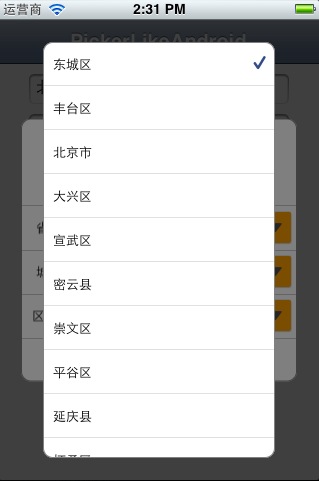 运营商 2:31 PM
PickerLikeAndroid
东城区
丰台区
北京市
大兴区
宣武区
密云县
崇文区
平谷区
延庆县